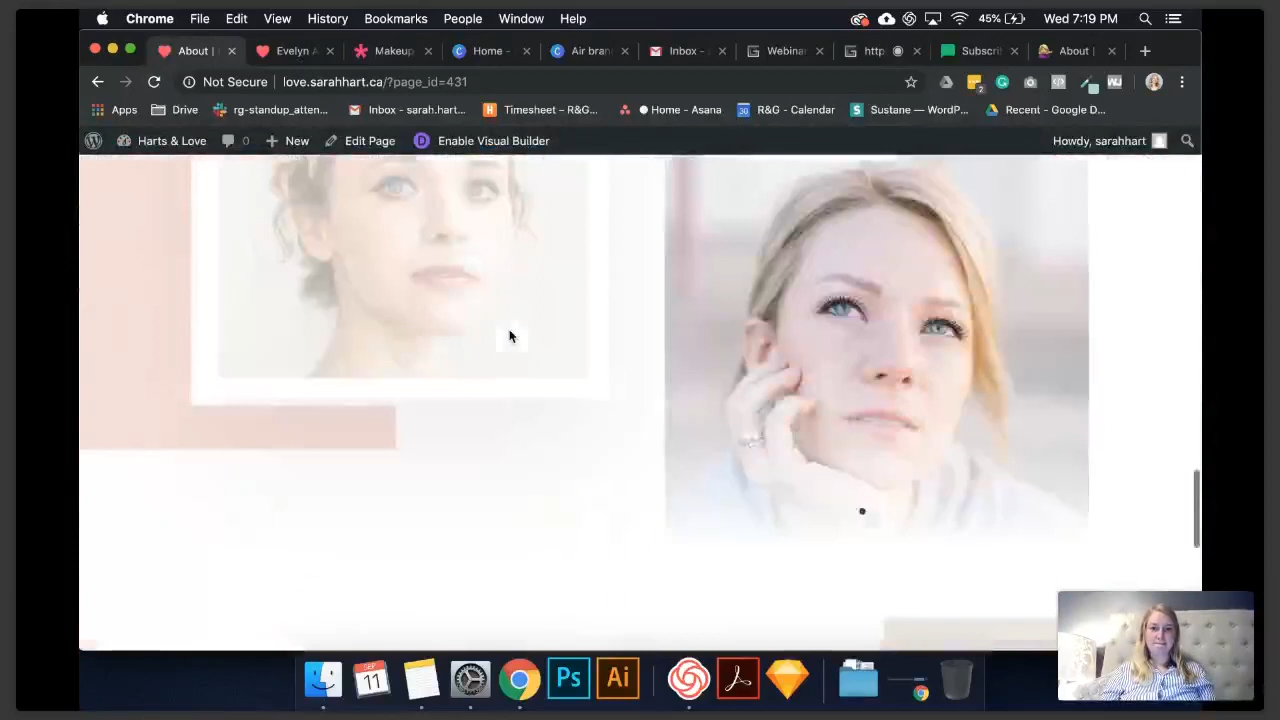 Chrome File Edit View History Bookmarks People Window Help 45% Wed 7:19 PM
About | Evelyn A Makeup Home - Air bran Inbox - Webinar http Subscri About |
Not Secure love.sarahhart.ca/?page_id=431
Apps Drive rg-standup_atten... Inbox - sarah.hart... Timesheet - R&G... Home - Asana R&G - Calendar Sustane — WordP... Recent - Google D...
Harts & Love 0 New Edit Page D Enable Visual Builder Howdy, sarahhart
SEP 11 Ps Ai